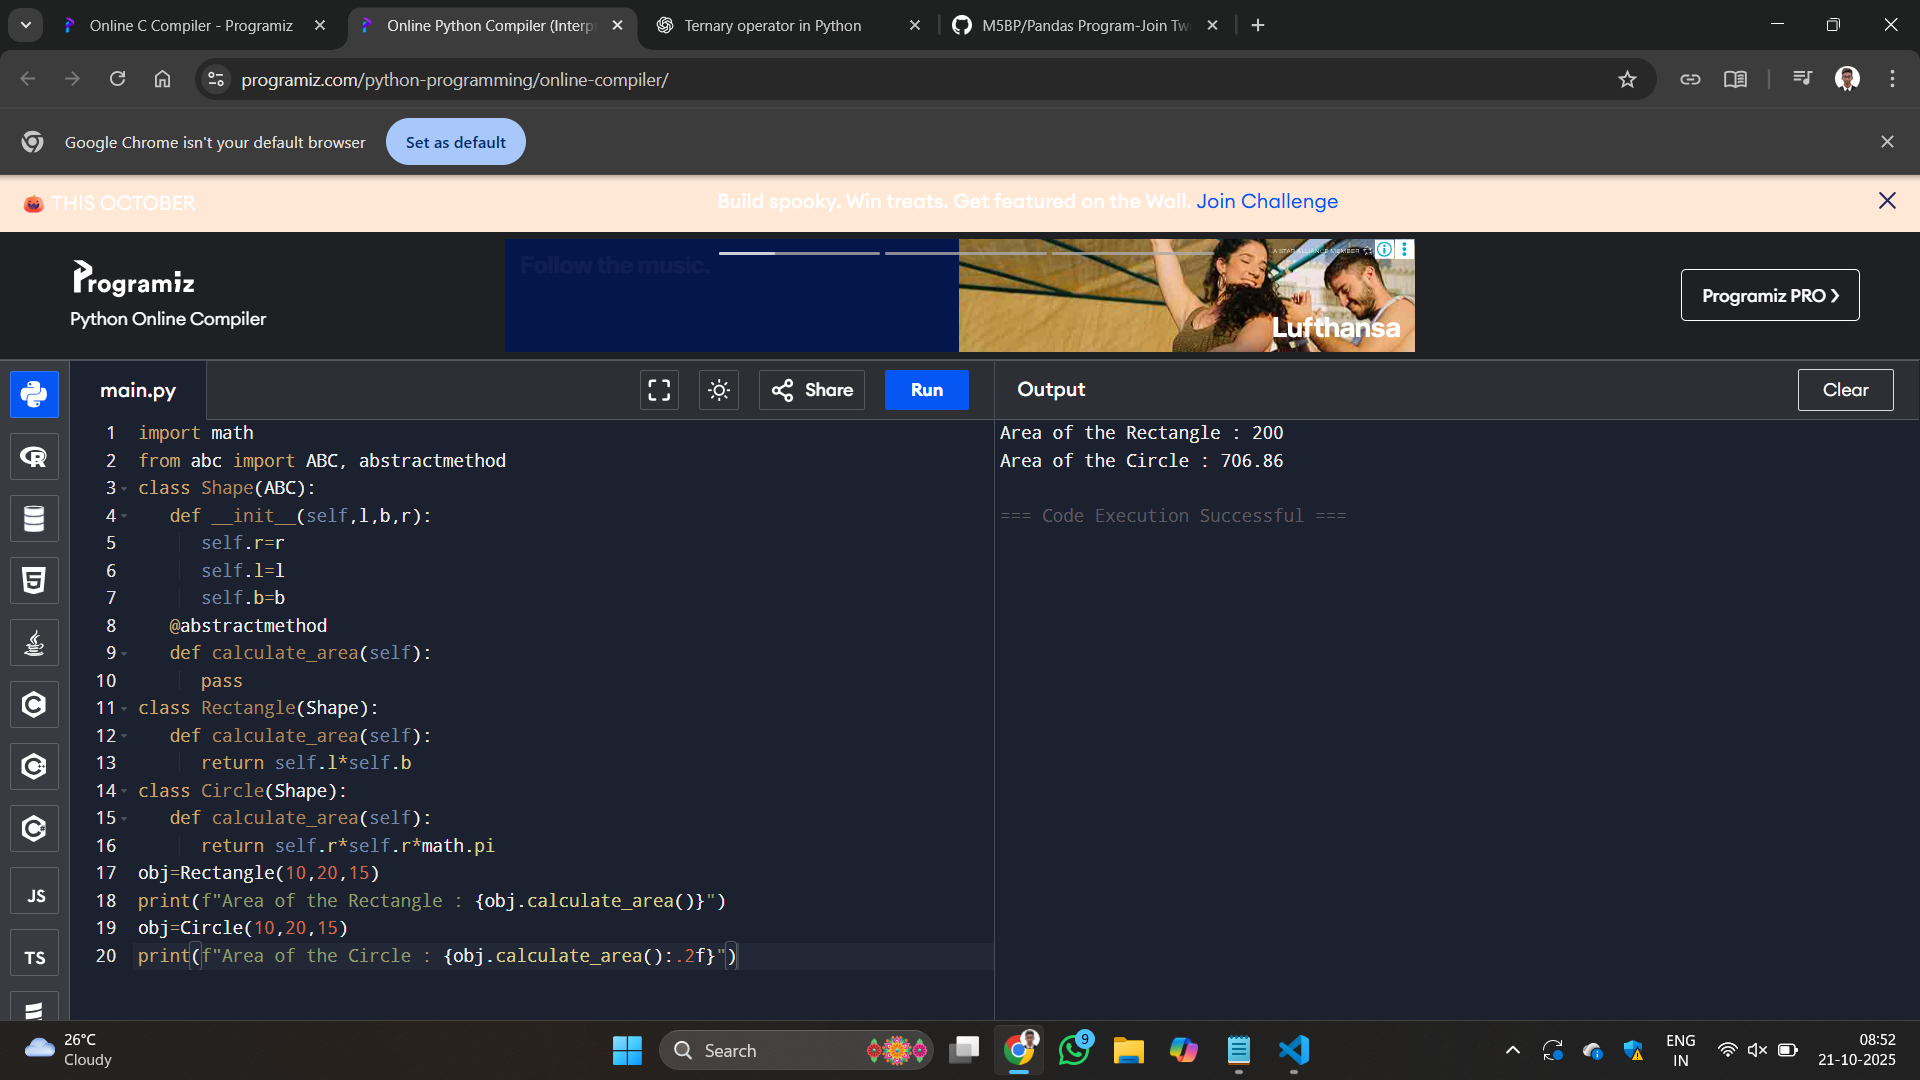 Online C Compiler - Programiz
Online Python Compiler (Interp
Ternary operator in Python
M5BP/Pandas Program-Join Tw
programiz.com/python-programming/online-compiler/
Google Chrome isn't your default browser
Set as default
THIS OCTOBER
Build spooky. Win treats. Get featured on the Wall. Join Challenge
Programiz
Python Online Compiler
Follow the music.
A STAR ALLIANCE MEMBER
Lufthansa
Programiz PRO ❯
main.py
Share
Run
Output
Clear
1 import math
2 from abc import ABC, abstractmethod
3 class Shape(ABC):
4    def __init__(self,l,b,r):
5       self.r=r
6       self.l=l
7       self.b=b
8    @abstractmethod
9    def calculate_area(self):
10       pass
11 class Rectangle(Shape):
12    def calculate_area(self):
13       return self.l*self.b
14 class Circle(Shape):
15    def calculate_area(self):
16       return self.r*self.r*math.pi
17 obj=Rectangle(10,20,15)
18 print(f"Area of the Rectangle : {obj.calculate_area()}")
19 obj=Circle(10,20,15)
20 print(f"Area of the Circle : {obj.calculate_area():.2f}")
Area of the Rectangle : 200
Area of the Circle : 706.86
=== Code Execution Successful ===
R
5
C
C
C
JS
TS
26°C
Cloudy
Search
9
ENG
IN
08:52
21-10-2025